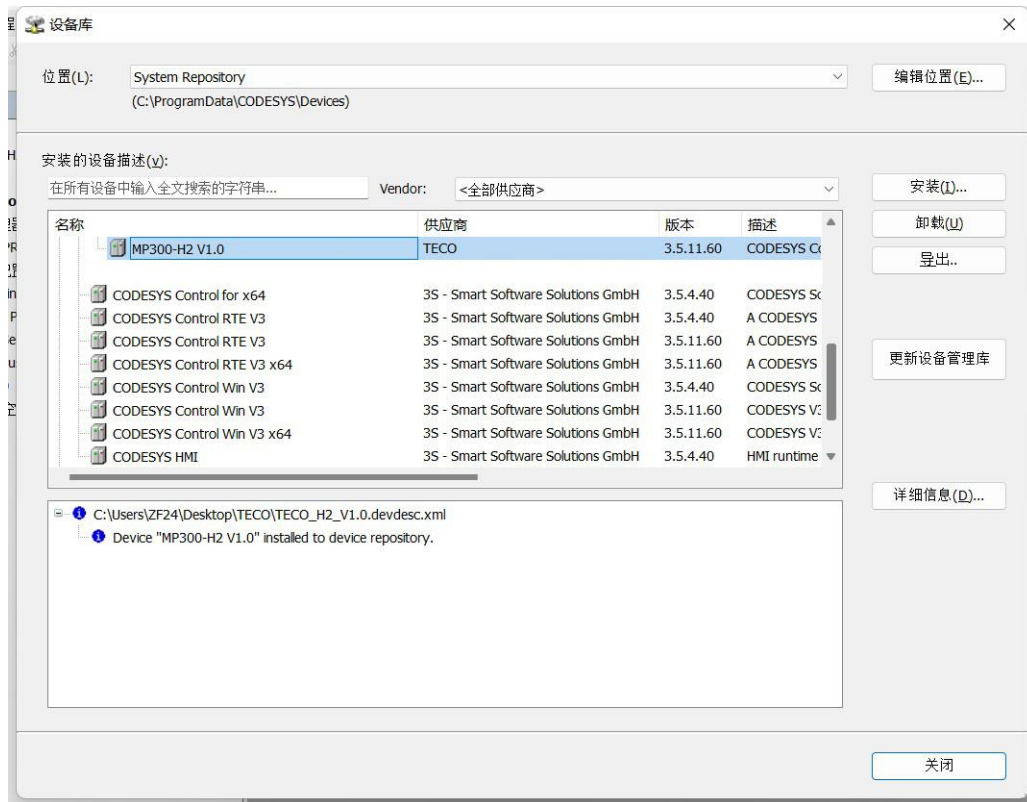 设备库
位置(L):
System Repository
编辑位置(E)...
(C:\ProgramData\CODESYS\Devices)
安装的设备描述(v):
在所有设备中输入全文搜索的字符串...
Vendor:
<全部供应商>
安装(I)...
名称 供应商 版本 描述
卸载(U)
MP300-H2 V1.0 TECO 3.5.11.60 CODESYS Co
导出..
CODESYS Control for x64 3S - Smart Software Solutions GmbH 3.5.4.40 CODESYS So
CODESYS Control RTE V3 3S - Smart Software Solutions GmbH 3.5.4.40 A CODESYS
CODESYS Control RTE V3 3S - Smart Software Solutions GmbH 3.5.11.60 A CODESYS
更新设备管理库
CODESYS Control RTE V3 x64 3S - Smart Software Solutions GmbH 3.5.11.60 A CODESYS
CODESYS Control Win V3 3S - Smart Software Solutions GmbH 3.5.4.40 CODESYS So
CODESYS Control Win V3 3S - Smart Software Solutions GmbH 3.5.11.60 CODESYS V3
CODESYS Control Win V3 x64 3S - Smart Software Solutions GmbH 3.5.11.60 CODESYS V3
CODESYS HMI 3S - Smart Software Solutions GmbH 3.5.4.40 HMI runtime
详细信息(D)...
C:\Users\ZF24\Desktop\TECO\TECO_H2_V1.0.devdesc.xml
Device "MP300-H2 V1.0" installed to device repository.
关闭